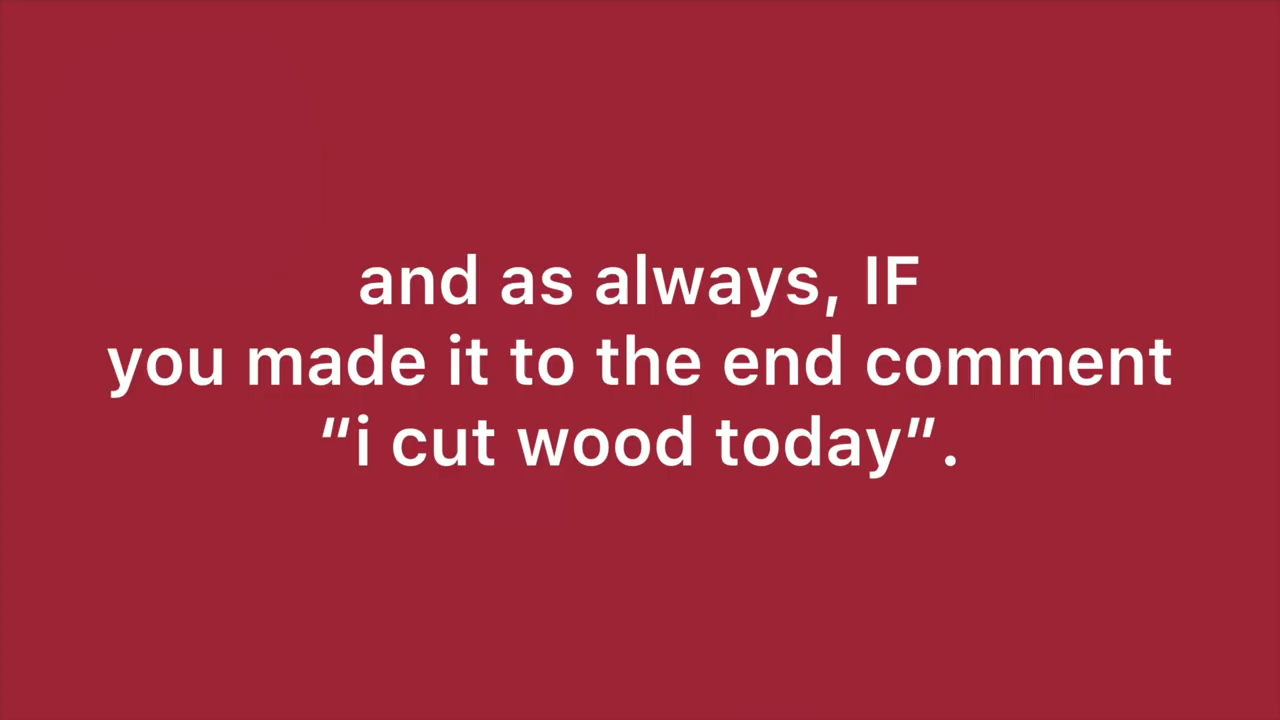 and as always, IF
you made it to the end comment
“i cut wood today”.